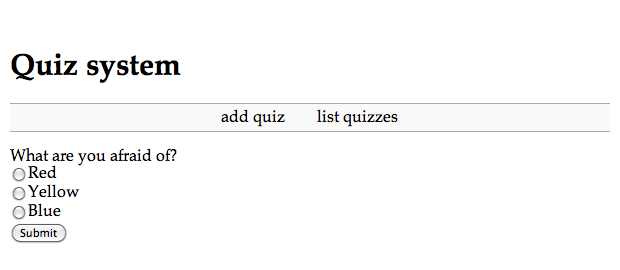 Quiz system
add quiz list quizzes
What are you afraid of?
Red
Yellow
Blue
Submit